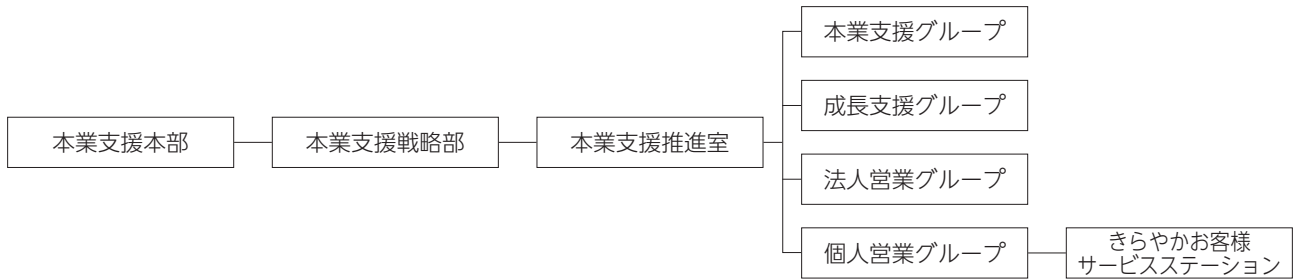 本業支援本部
本業支援戦略部
本業支援推進室
本業支援グループ
成長支援グループ
法人営業グループ
個人営業グループ
きらやかお客様
サービスステーション